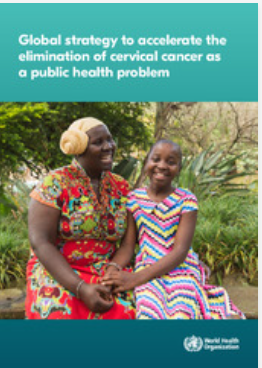 Global strategy to accelerate the
elimination of cervical cancer as
a public health problem
World Health
Organization